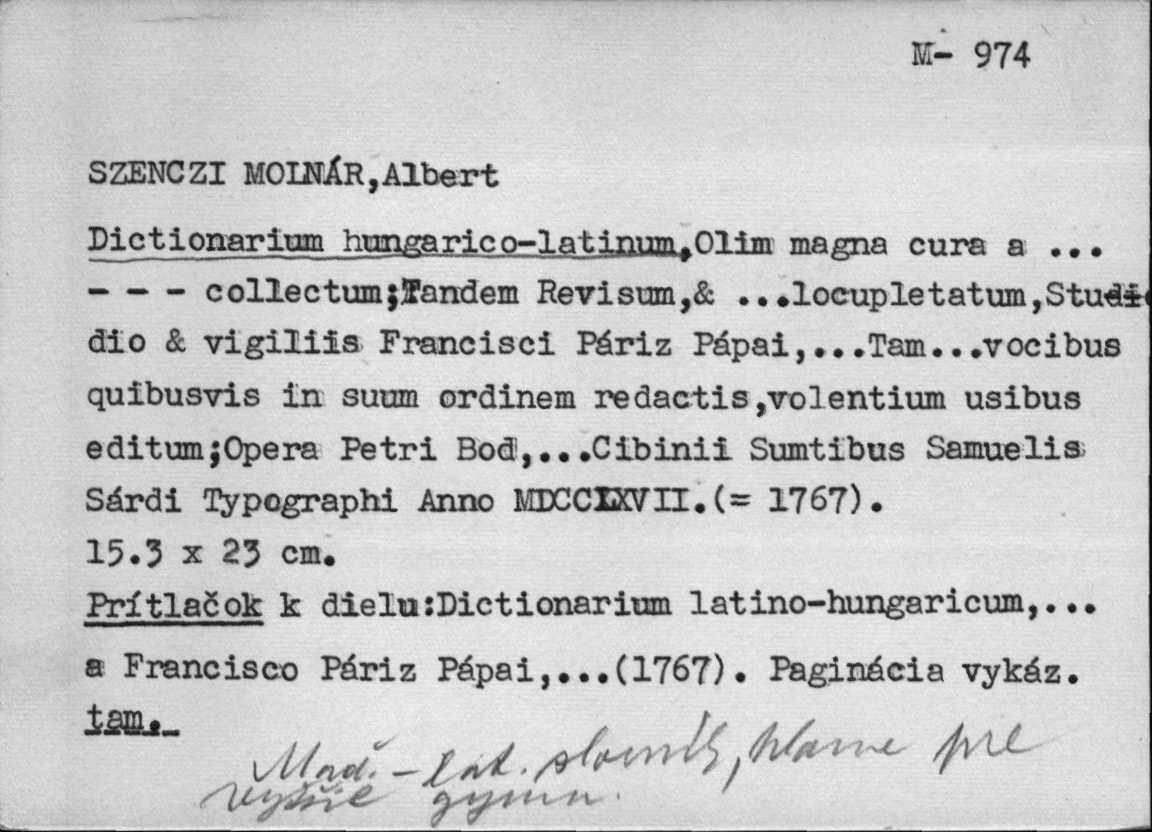 M- 974
SZENCZI MOLNÁR,Albert
Dictionarium hungarico-latinum,Olim magna cura a ...
- - - collectum;Tandem Revisum,& ...locupletatum,Stu
dio & vigiliis Francisci Páriz Pápai,...Tam...vocibus
quibusvis in suum ordinem redactis,volentium usibus
editum;Opera Petri Bod,...Cibinii Sumtibus Samuelis
Sárdi Typographi Anno MDCCLXVII.(= 1767).
15.3 x 23 cm.
Prítlačok k dielu:Dictionarium latino-hungaricum,...
a Francisco Páriz Pápai,...(1767). Paginácia vykáz.
tam.
Maď. - lat. slovník, hlavne pre
vyššie gymn.